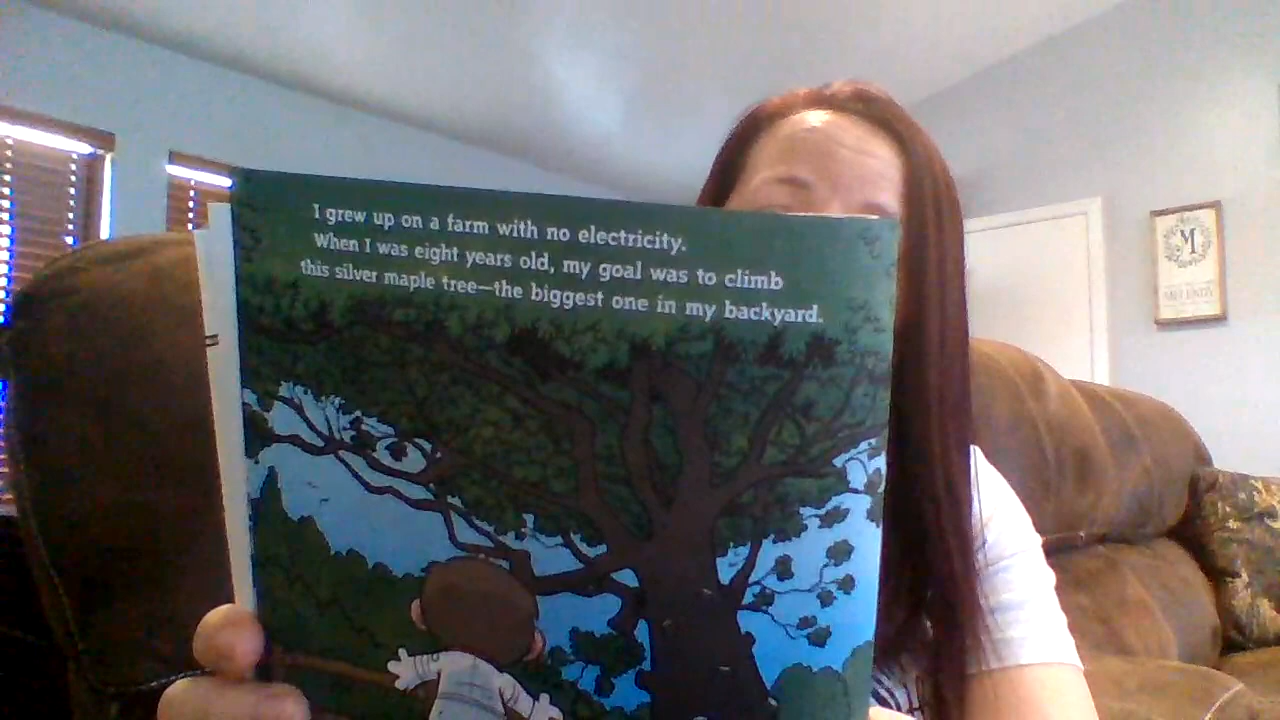 I grew up on a farm with no electricity.
When I was eight years old, my goal was to climb
this silver maple tree—the biggest one in my backyard.
M